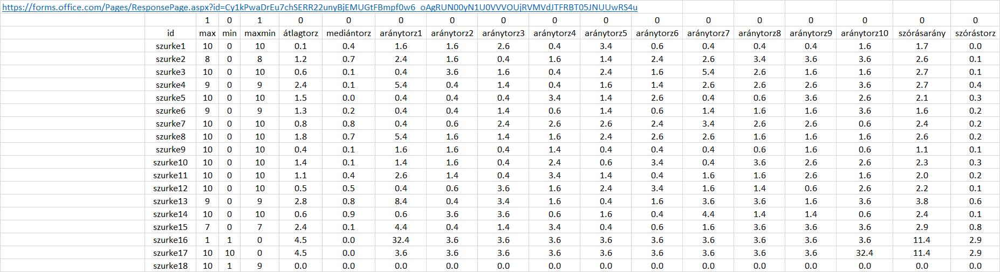 https://forms.office.com/Pages/ResponsePage.aspx?id=Cy1kPwaDrEu7chSERR22unyBjEMUGtFBmpf0w6_oAgRUN00yN1U0VVVOUjRVMVdJTFRBT05JNUUwRS4u
1 0 1 0 0 0 0 0 0 0 0 0 0 0 0 0 0
id max min maxmin átlagtorz mediántorz aránytorz1 aránytorz2 aránytorz3 aránytorz4 aránytorz5 aránytorz6 aránytorz7 aránytorz8 aránytorz9 aránytorz10 szórásarány szórástorz
szurke1 10 0 10 0.1 0.4 1.6 1.6 2.6 0.4 3.4 0.6 0.4 0.4 0.4 1.6 1.7 0.0
szurke2 8 0 8 1.2 0.7 2.4 1.6 0.4 1.6 1.4 2.4 2.6 3.4 3.6 3.6 2.6 0.1
szurke3 10 0 10 0.6 0.1 0.4 3.6 1.6 0.4 2.4 1.6 5.4 2.6 1.6 1.6 2.7 0.1
szurke4 9 0 9 2.4 0.1 5.4 0.4 1.4 0.4 1.6 1.4 2.6 2.6 2.6 3.6 2.7 0.4
szurke5 10 0 10 1.5 0.0 0.4 0.4 0.4 3.4 1.4 2.6 0.4 0.6 3.6 2.6 2.1 0.3
szurke6 9 0 9 1.3 0.2 0.4 0.4 1.4 0.6 1.4 0.6 1.4 1.6 1.6 3.6 1.6 0.2
szurke7 10 0 10 0.8 0.8 0.4 0.6 2.4 2.6 2.6 2.4 3.4 1.6 1.6 0.6 2.4 0.2
szurke8 10 0 10 1.8 0.7 5.4 1.6 1.4 1.6 2.4 2.6 2.6 1.6 1.6 1.6 2.6 0.2
szurke9 10 0 10 0.4 0.1 1.6 1.6 0.4 1.4 0.4 0.4 0.4 0.6 1.6 0.6 1.1 0.1
szurke10 10 0 10 1.4 0.1 1.4 1.6 0.4 2.4 0.6 3.4 0.4 3.6 2.6 2.6 2.3 0.3
szurke11 10 0 10 1.1 0.4 2.6 1.4 0.4 3.4 1.4 0.4 1.6 1.6 2.6 1.6 2.0 0.2
szurke12 10 0 10 0.5 0.5 0.4 0.6 3.6 1.6 2.4 3.4 1.6 1.4 0.6 2.6 2.2 0.1
szurke13 9 0 9 2.8 0.8 8.4 0.4 3.4 1.6 0.4 1.6 3.6 3.6 1.6 3.6 3.8 0.6
szurke14 10 0 10 0.6 0.9 0.6 3.6 3.6 0.6 1.6 0.4 4.4 1.4 1.4 0.6 2.4 0.1
szurke15 7 0 7 2.4 0.1 4.4 0.4 1.4 3.4 0.4 0.6 1.6 3.6 3.6 3.6 2.9 0.8
szurke16 1 1 0 4.5 0.0 32.4 3.6 3.6 3.6 3.6 3.6 3.6 3.6 3.6 3.6 11.4 2.9
szurke17 10 10 0 4.5 0.0 3.6 3.6 3.6 3.6 3.6 3.6 3.6 3.6 3.6 32.4 11.4 2.9
szurke18 10 1 9 0.0 0.0 0.0 0.0 0.0 0.0 0.0 0.0 0.0 0.0 0.0 0.0 0.0 0.0